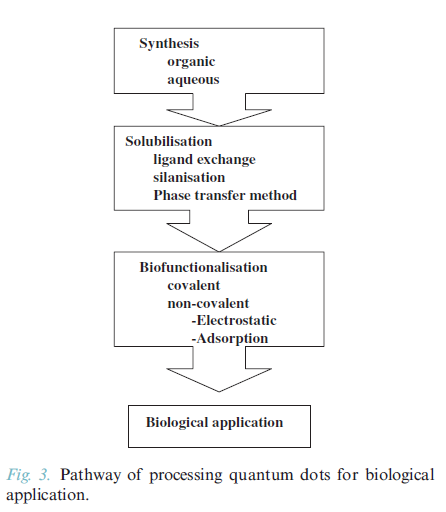 Synthesis
organic
aqueous
Solubilisation
ligand exchange
silanisation
Phase transfer method
Biofunctionalisation
covalent
non-covalent
-Electrostatic
-Adsorption
Biological application
Fig. 3. Pathway of processing quantum dots for biological
application.